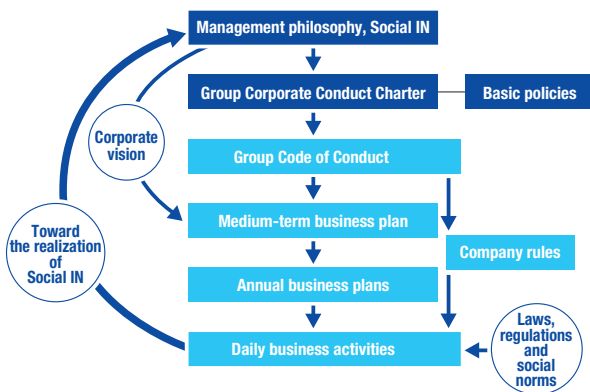 Management philosophy, Social IN
Group Corporate Conduct Charter
Basic policies
Corporate
vision
Group Code of Conduct
Medium-term business plan
Toward
the realization
of
Social IN
Company rules
Annual business plans
Daily business activities
Laws,
regulations
and
social
norms